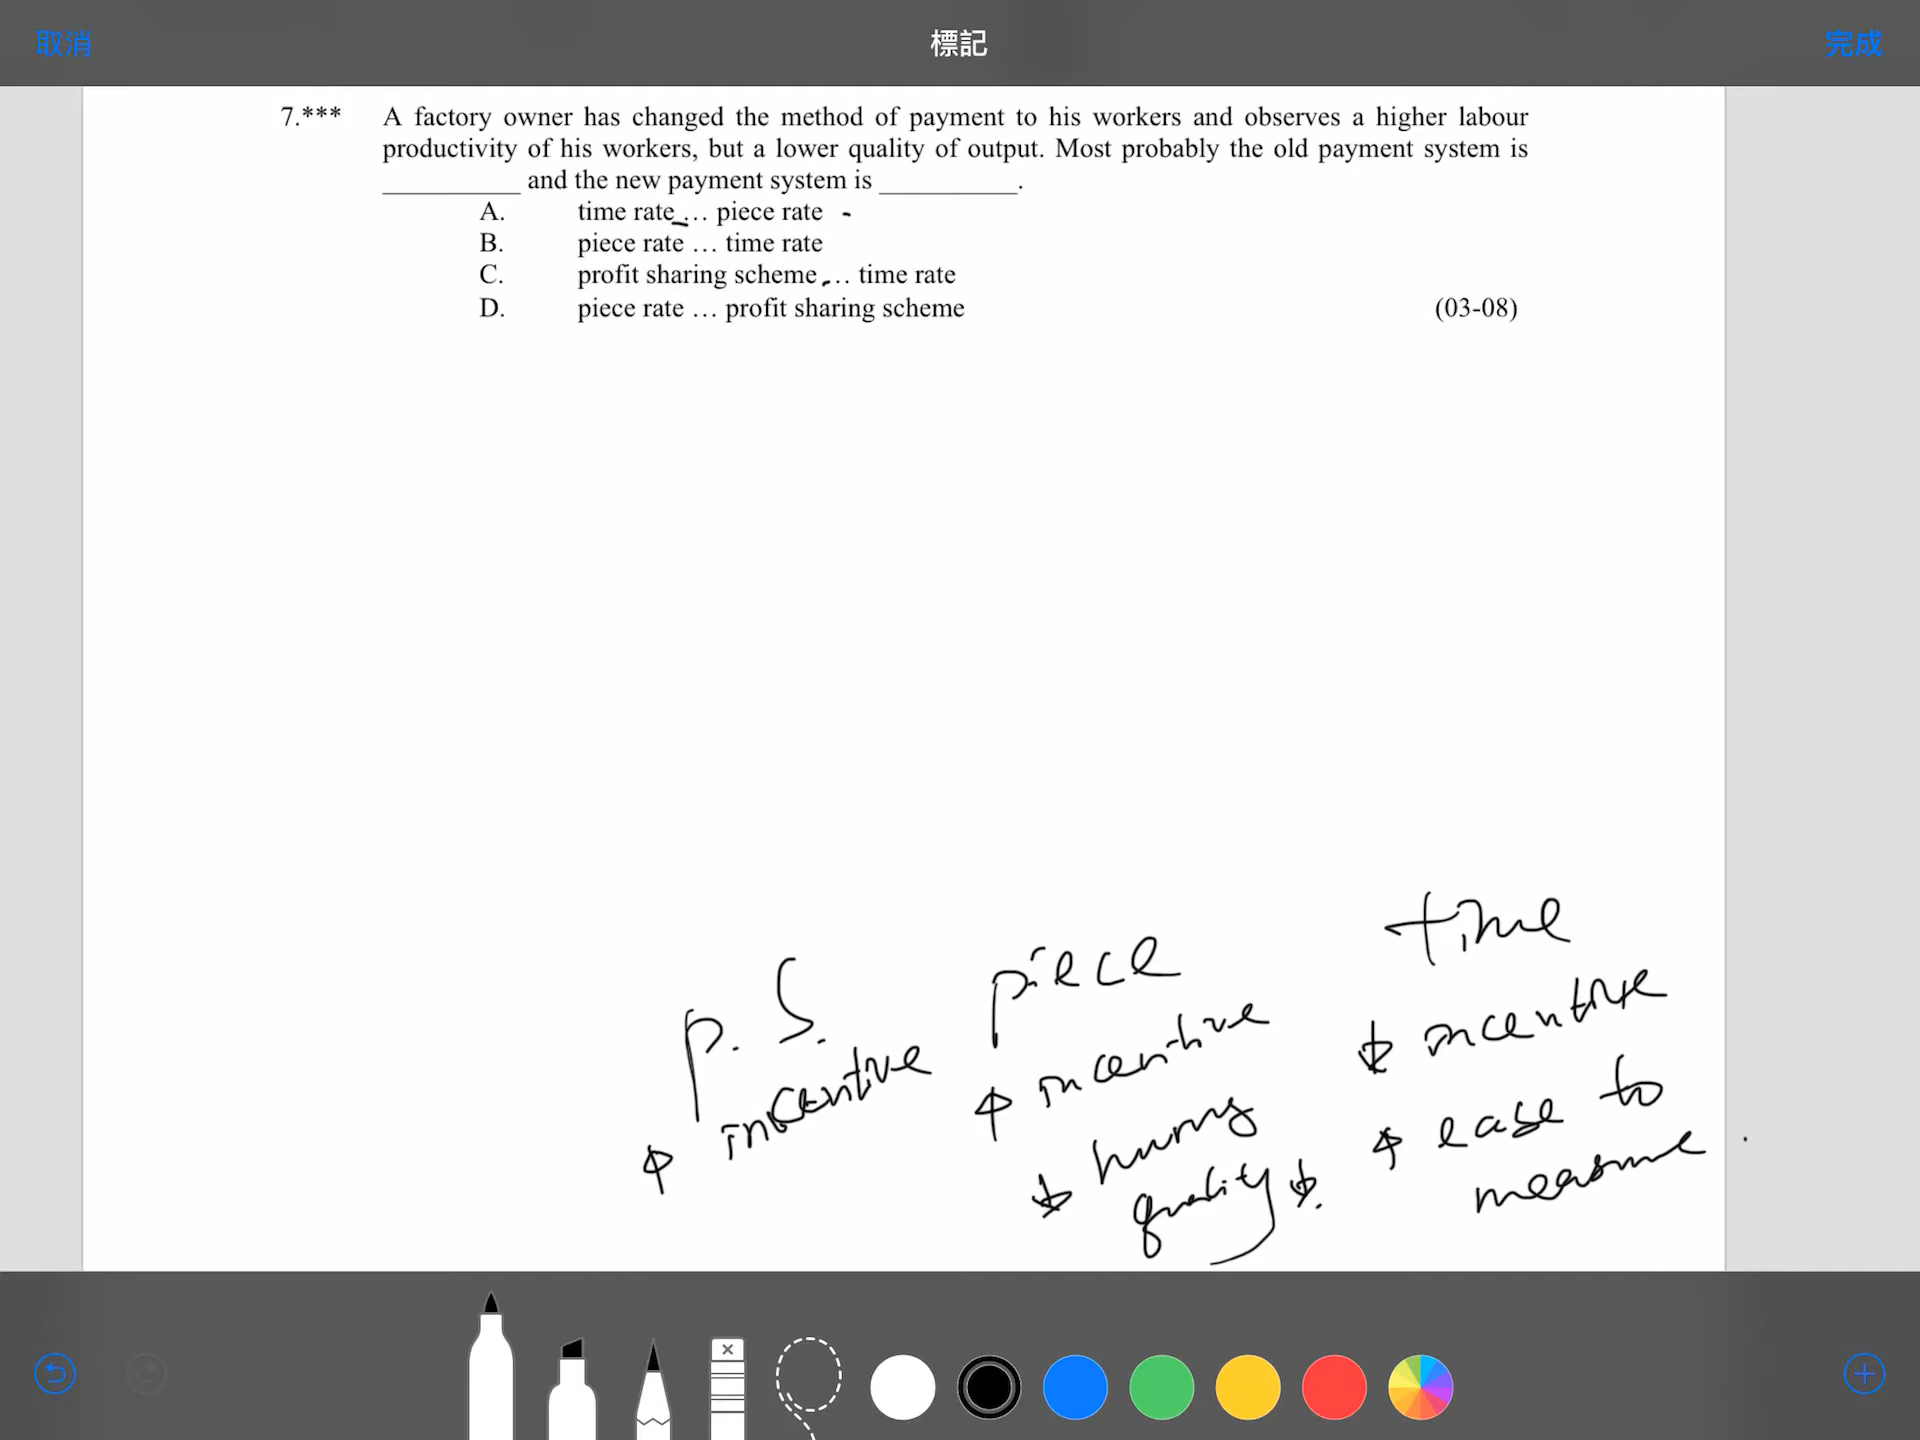 取消 標記 完成
7.*** A factory owner has changed the method of payment to his workers and observes a higher labour
productivity of his workers, but a lower quality of output. Most probably the old payment system is
__________ and the new payment system is __________.
A. time rate … piece rate
B. piece rate … time rate
C. profit sharing scheme … time rate
D. piece rate … profit sharing scheme (03-08)
p. S.
↑ incentive
piece
↑ incentive
↓ hurry
quality ↓.
time
↓ incentive
↑ ease to
measure